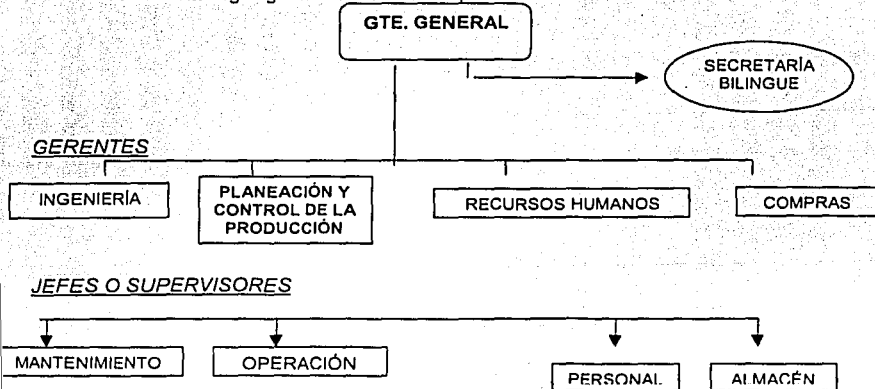 GTE. GENERAL
SECRETARÍA
BILINGUE
GERENTES
INGENIERÍA
PLANEACIÓN Y
CONTROL DE LA
PRODUCCIÓN
RECURSOS HUMANOS
COMPRAS
JEFES O SUPERVISORES
MANTENIMIENTO
OPERACIÓN
PERSONAL
ALMACÉN